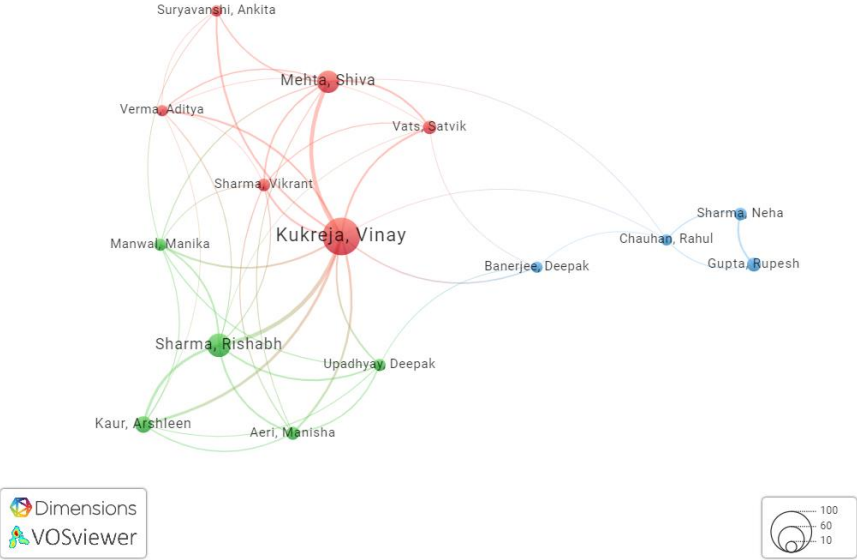 Suryavanshi, Ankita
Mehta, Shiva
Verma, Aditya
Vats, Satvik
Sharma, Vikrant
Sharma, Neha
Kukreja, Vinay
Chauhan, Rahul
Manwal, Manika
Gupta, Rupesh
Banerjee, Deepak
Sharma, Rishabh
Upadhyay, Deepak
Kaur, Arshleen
Aeri, Manisha
Dimensions
VOSviewer
100
60
10